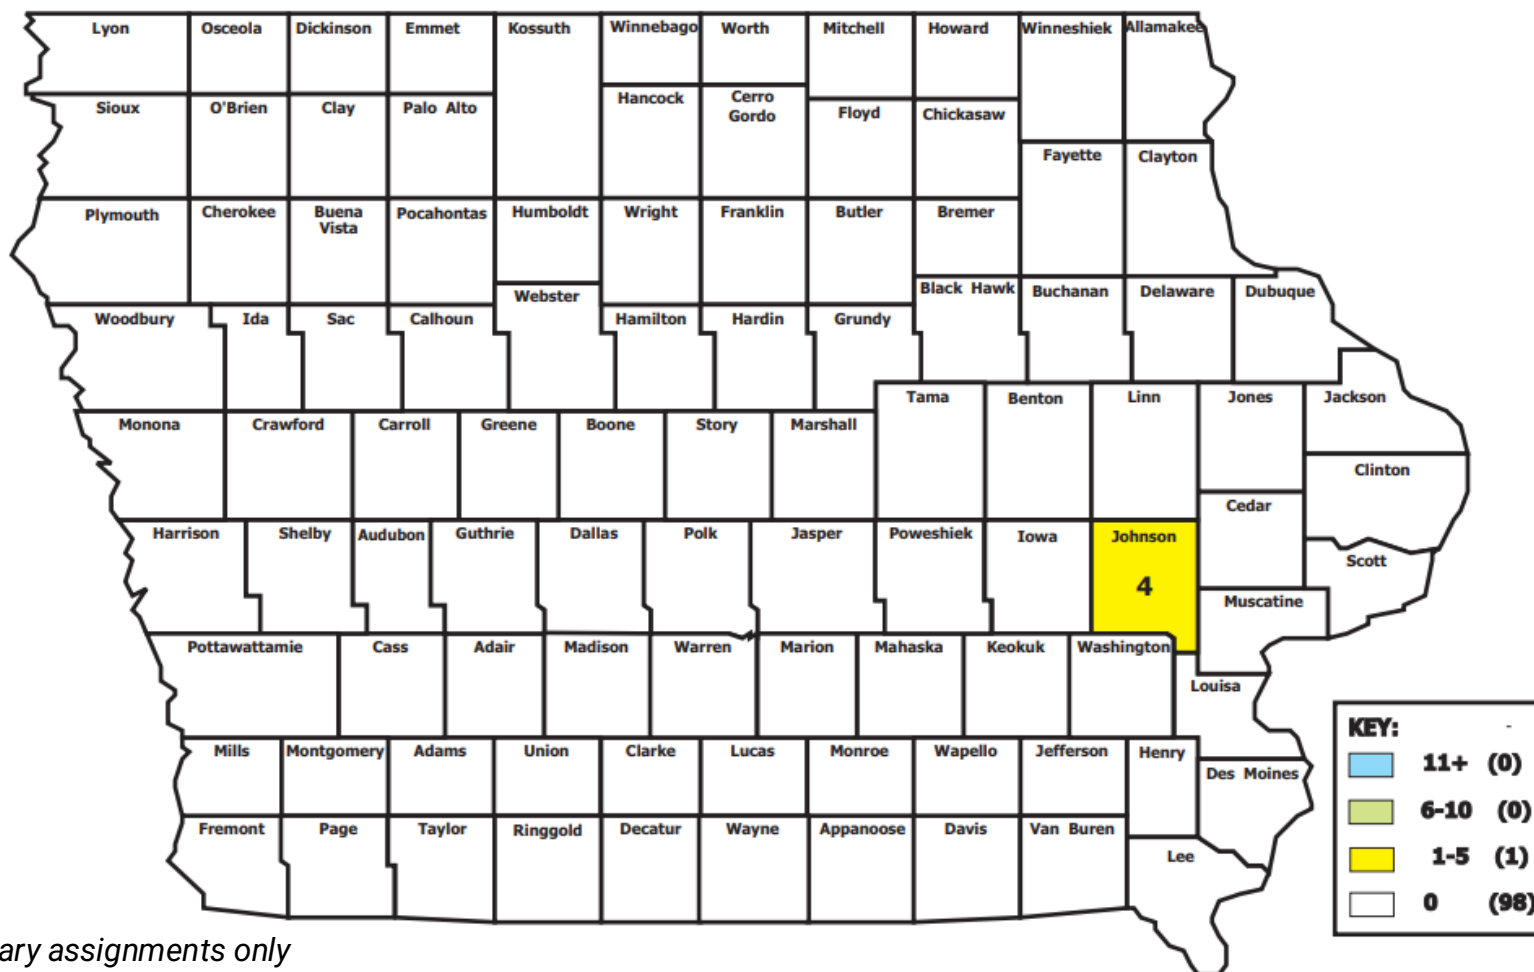 Lyon
Osceola
Dickinson
Emmet
Kossuth
Winnebago
Worth
Mitchell
Howard
Winneshiek
Allamakee
Sioux
O'Brien
Clay
Palo Alto
Hancock
Cerro
Gordo
Floyd
Chickasaw
Fayette
Clayton
Plymouth
Cherokee
Buena
Vista
Pocahontas
Humboldt
Wright
Franklin
Butler
Bremer
Woodbury
Ida
Sac
Calhoun
Webster
Hamilton
Hardin
Grundy
Black Hawk
Buchanan
Delaware
Dubuque
Monona
Crawford
Carroll
Greene
Boone
Story
Marshall
Tama
Benton
Linn
Jones
Jackson
Clinton
Cedar
Harrison
Shelby
Audubon
Guthrie
Dallas
Polk
Jasper
Poweshiek
Iowa
Johnson
4
Scott
Muscatine
Pottawattamie
Cass
Adair
Madison
Warren
Marion
Mahaska
Keokuk
Washington
Louisa
Mills
Montgomery
Adams
Union
Clarke
Lucas
Monroe
Wapello
Jefferson
Henry
Des Moines
Fremont
Page
Taylor
Ringgold
Decatur
Wayne
Appanoose
Davis
Van Buren
Lee
KEY: -
11+ (0)
6-10 (0)
1-5 (1)
0 (98)
ary assignments only